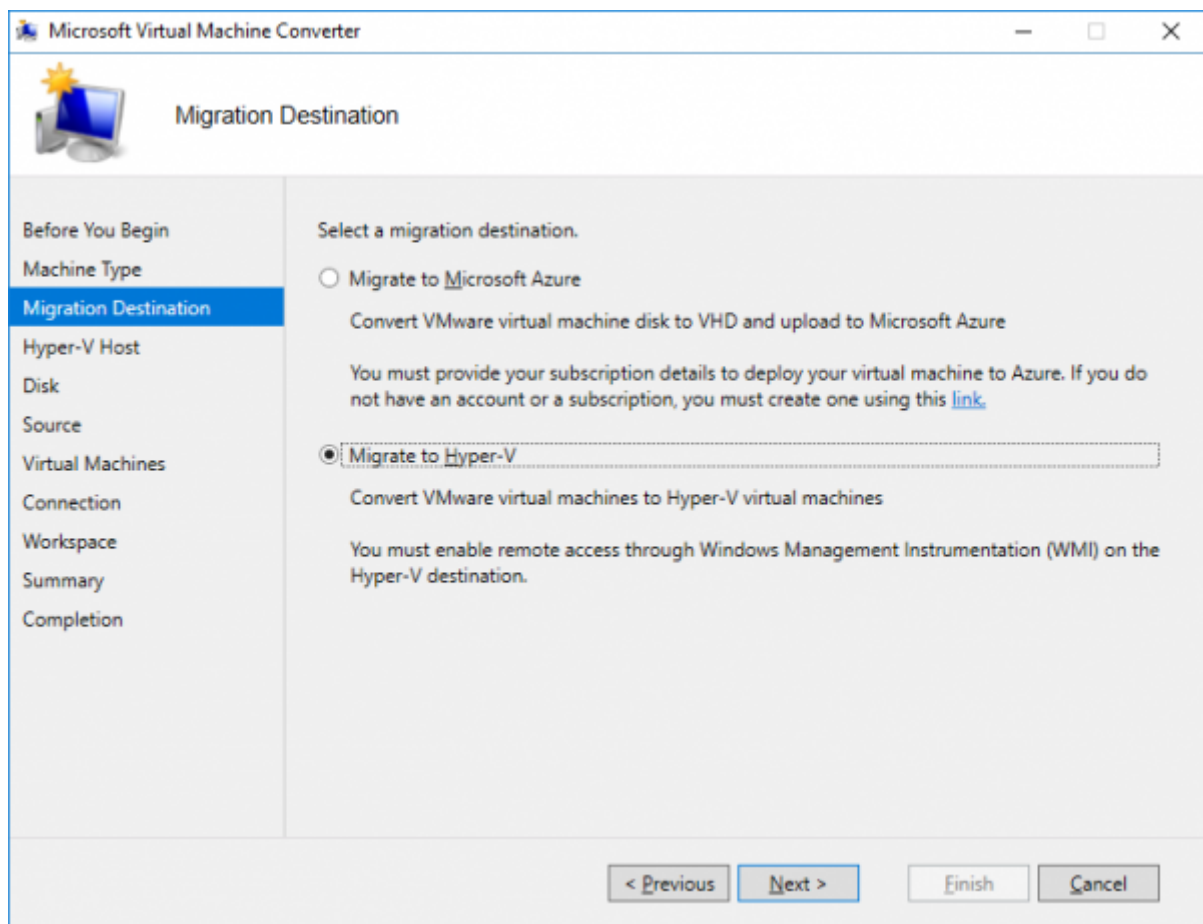 Microsoft Virtual Machine Converter
Migration Destination
Before You Begin
Machine Type
Migration Destination
Hyper-V Host
Disk
Source
Virtual Machines
Connection
Workspace
Summary
Completion
Select a migration destination.
Migrate to Microsoft Azure
Convert VMware virtual machine disk to VHD and upload to Microsoft Azure
You must provide your subscription details to deploy your virtual machine to Azure. If you do
not have an account or a subscription, you must create one using this link.
Migrate to Hyper-V
Convert VMware virtual machines to Hyper-V virtual machines
You must enable remote access through Windows Management Instrumentation (WMI) on the
Hyper-V destination.
< Previous
Next >
Finish
Cancel